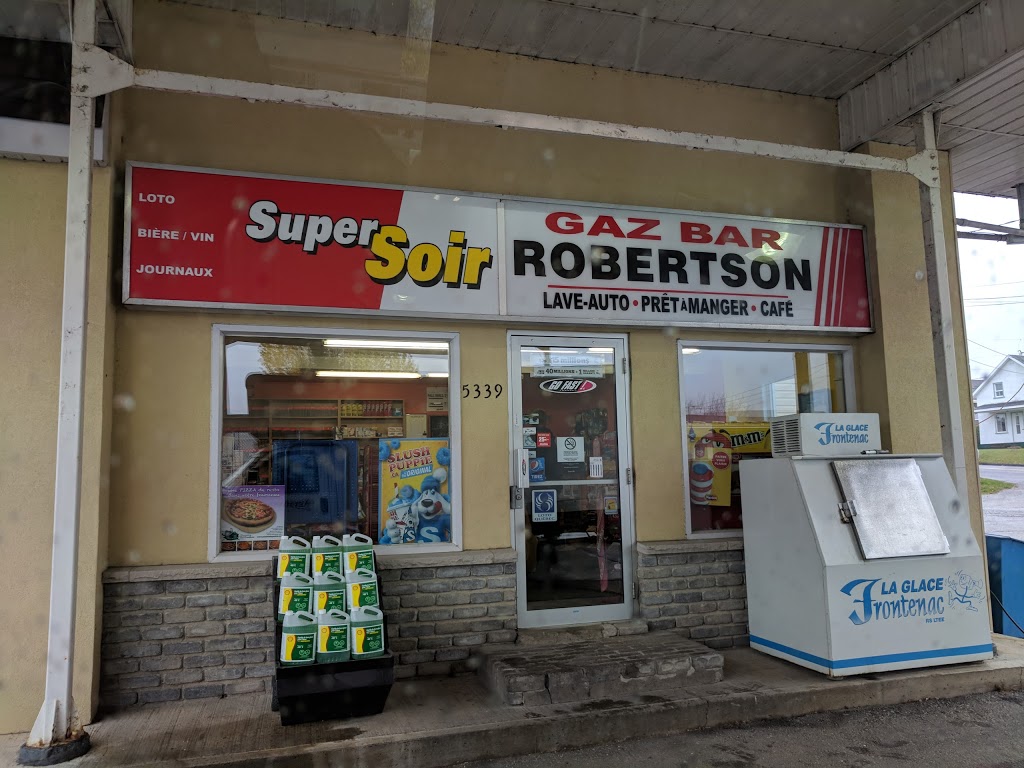 LOTO
BIÈRE / VIN
JOURNAUX
Super
Soir
GAZ BAR
ROBERTSON
LAVE-AUTO • PRÊT À MANGER • CAFÉ
5339
GO FAST!
SLUSH
PUPPIE
ORIGINAL
m&m
LA GLACE
Frontenac
LA GLACE
Frontenac